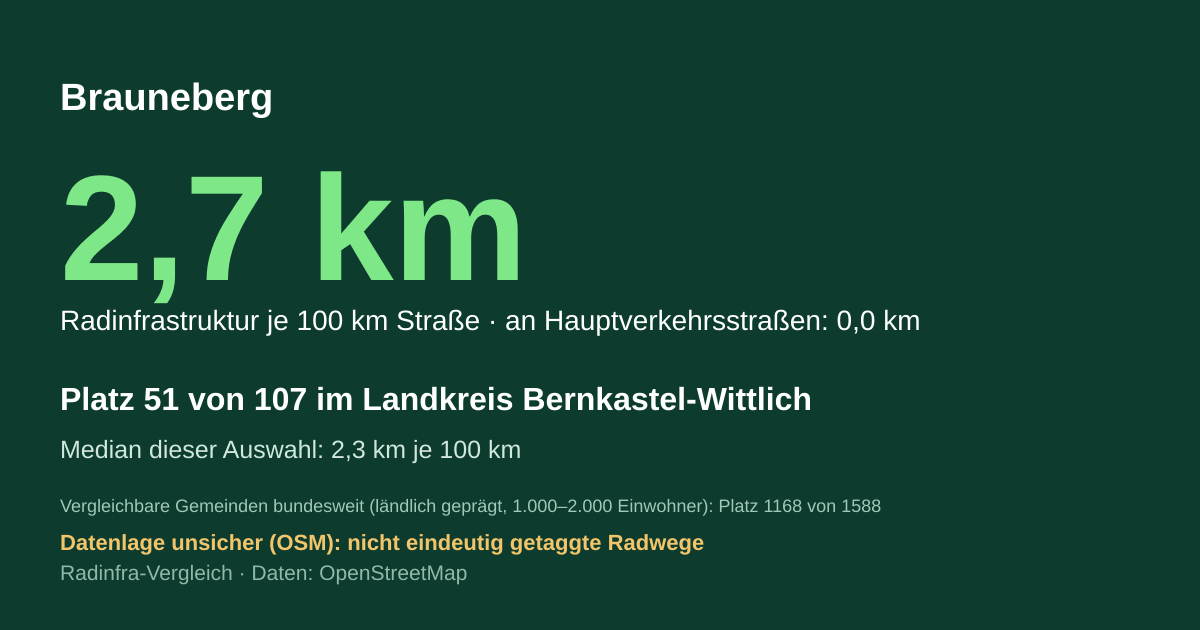 Brauneberg
2,7 km
Radinfrastruktur je 100 km Straße · an Hauptverkehrsstraßen: 0,0 km
Platz 51 von 107 im Landkreis Bernkastel-Wittlich
Median dieser Auswahl: 2,3 km je 100 km
Vergleichbare Gemeinden bundesweit (ländlich geprägt, 1.000–2.000 Einwohner): Platz 1168 von 1588
Datenlage unsicher (OSM): nicht eindeutig getaggte Radwege
Radinfra-Vergleich · Daten: OpenStreetMap